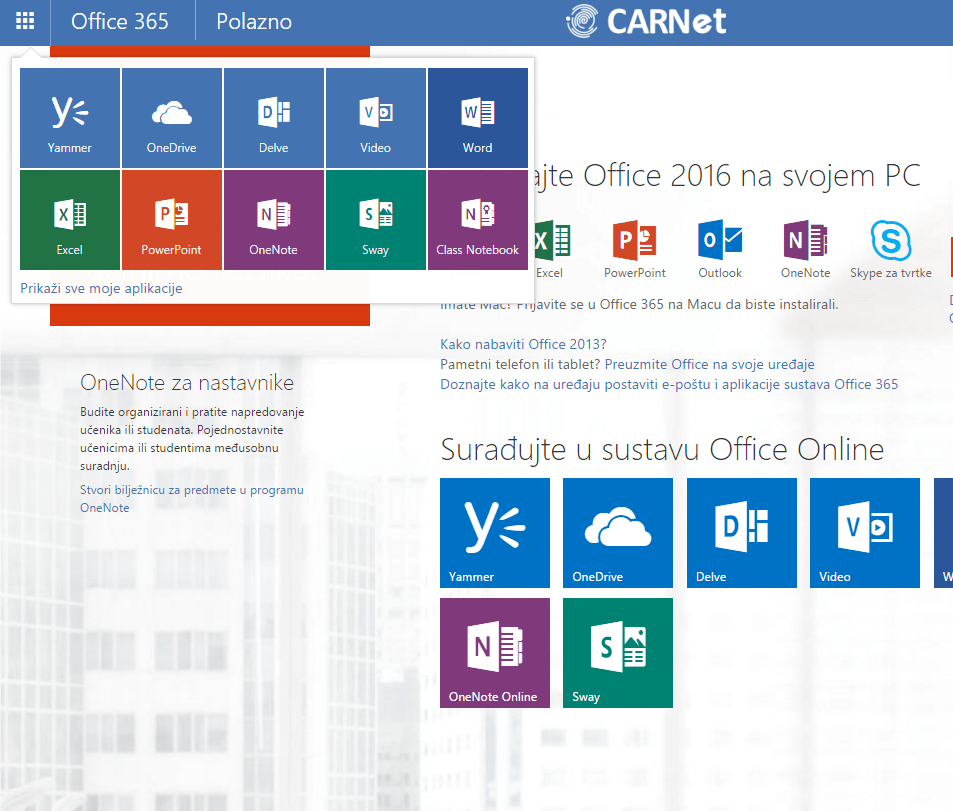 Office 365
Polazno
CARNet
Yammer
OneDrive
Delve
Video
Word
Excel
PowerPoint
OneNote
Sway
Class Notebook
Prikaži sve moje aplikacije
Office 2016 na svojem PC
Excel
PowerPoint
Outlook
OneNote
Skype za tvrtke
Imate Mac? Prijavite se u Office 365 na Macu da biste instalirali.
Kako nabaviti Office 2013?
Pametni telefon ili tablet? Preuzmite Office na svoje uređaje
Doznajte kako na uređaju postaviti e-poštu i aplikacije sustava Office 365
OneNote za nastavnike
Budite organizirani i pratite napredovanje
učenika ili studenata. Pojednostavnite
učenicima ili studentima međusobnu
suradnju.
Stvori bilježnicu za predmete u programu
OneNote
Surađujte u sustavu Office Online
Yammer
OneDrive
Delve
Video
OneNote Online
Sway